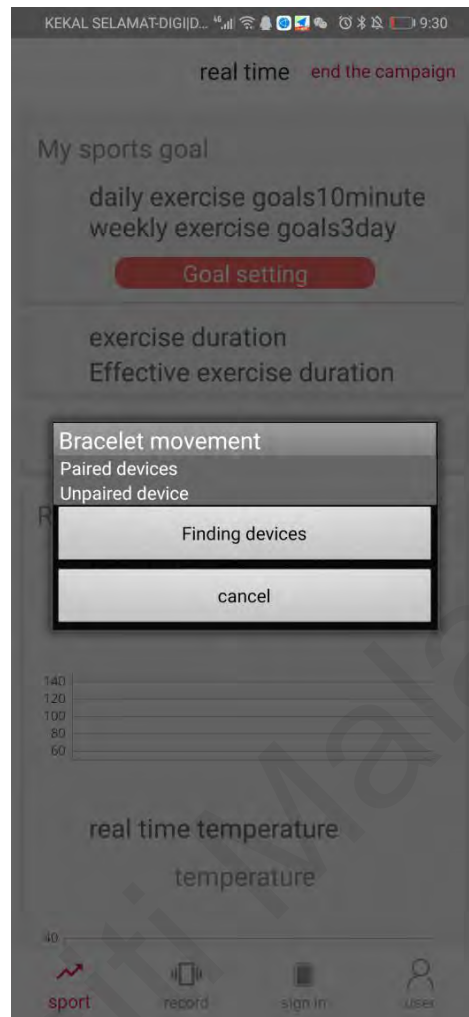 KEKAL SELAMAT-DIGI|D... 9:30
real time end the campaign
My sports goal
daily exercise goals10minute
weekly exercise goals3day
Goal setting
exercise duration
Effective exercise duration
Bracelet movement
Paired devices
Unpaired device
R
Finding devices
cancel
140
120
100
80
60
real time temperature
temperature
40
sport record sign in user